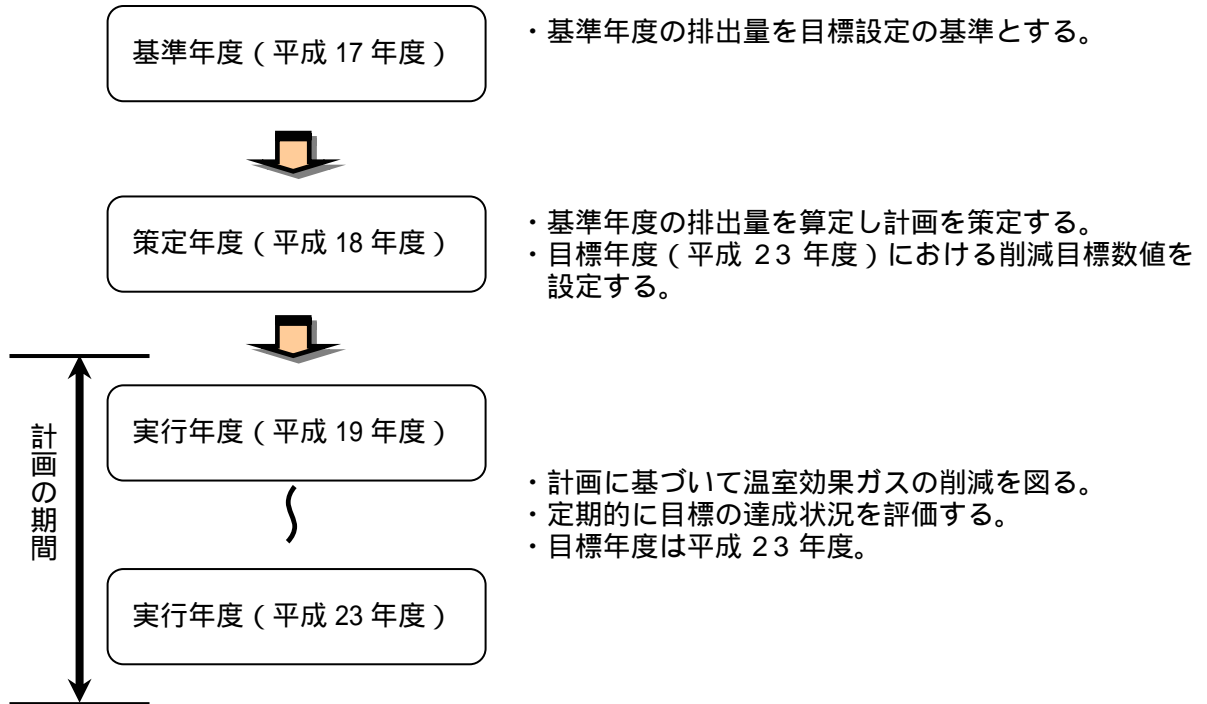 基準年度（平成 17 年度）
・基準年度の排出量を目標設定の基準とする。
策定年度（平成 18 年度）
・基準年度の排出量を算定し計画を策定する。
・目標年度（平成 23 年度）における削減目標数値を
設定する。
計画の期間
実行年度（平成 19 年度）
・計画に基づいて温室効果ガスの削減を図る。
・定期的に目標の達成状況を評価する。
・目標年度は平成 23 年度。
実行年度（平成 23 年度）